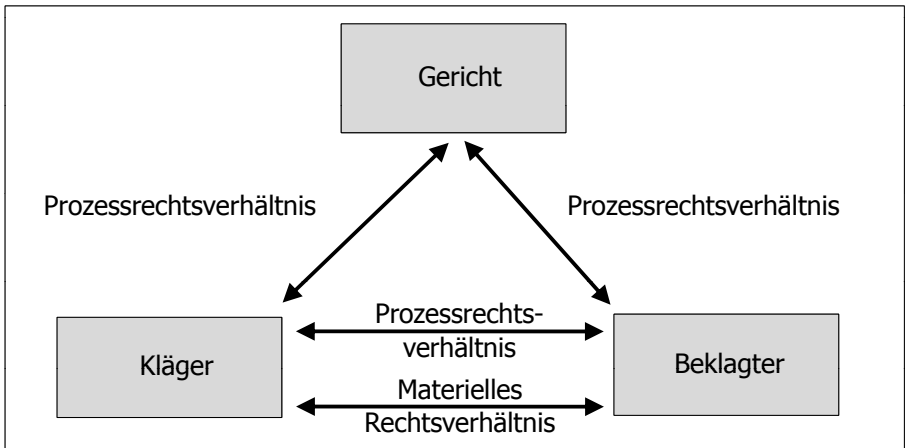 Gericht
Prozessrechtsverhältnis
Prozessrechtsverhältnis
Prozessrechts-
verhältnis
Kläger
Beklagter
Materielles
Rechtsverhältnis